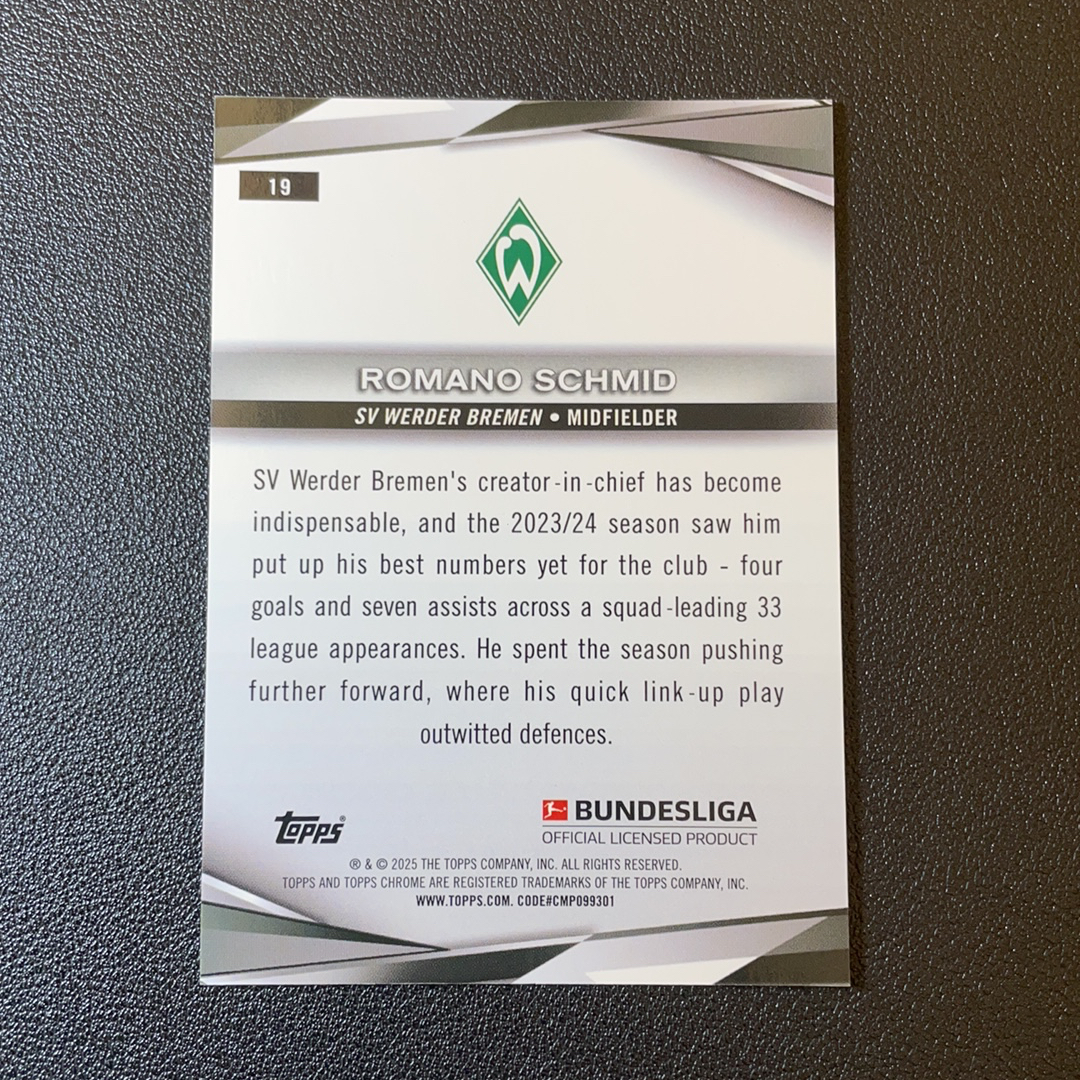 19
ROMANO SCHMID
SV WERDER BREMEN • MIDFIELDER
SV Werder Bremen's creator-in-chief has become
indispensable, and the 2023/24 season saw him
put up his best numbers yet for the club - four
goals and seven assists across a squad-leading 33
league appearances. He spent the season pushing
further forward, where his quick link-up play
outwitted defences.
topps®
BUNDESLIGA
OFFICIAL LICENSED PRODUCT
® & © 2025 THE TOPPS COMPANY, INC. ALL RIGHTS RESERVED.
TOPPS AND TOPPS CHROME ARE REGISTERED TRADEMARKS OF THE TOPPS COMPANY, INC.
WWW.TOPPS.COM. CODE#CMP099301